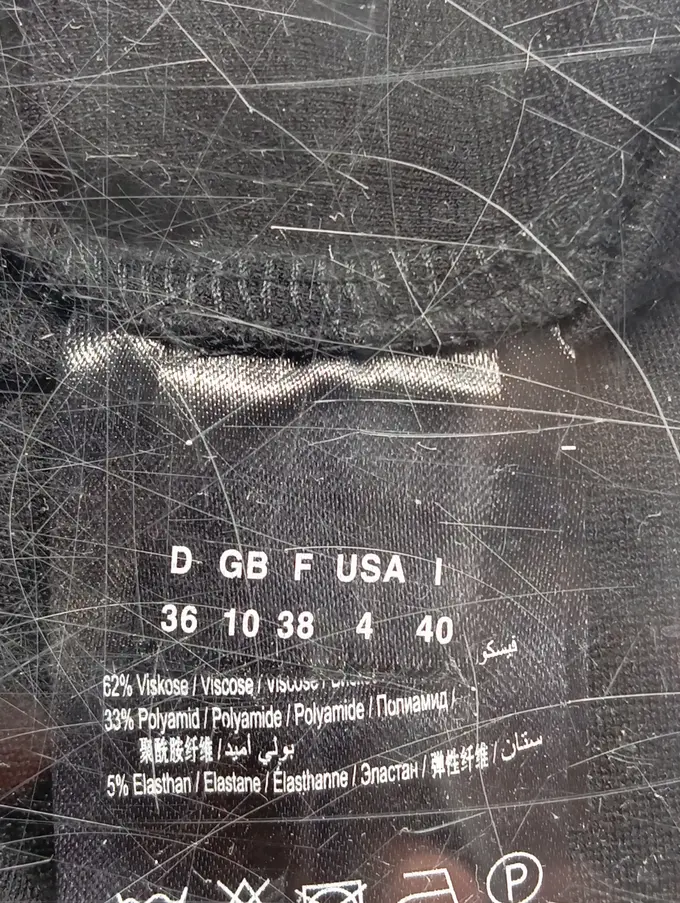 D GB F USA I
36 10 38 4 40
فيسكو
62% Viskose / Viscose / Viscose /
33% Polyamid / Polyamide / Polyamide / Полиамид /
聚酰胺纤维 / بولي أميد
5% Elasthan / Elastane / Élasthanne / Эластан / 弹性纤维 / ستان
P